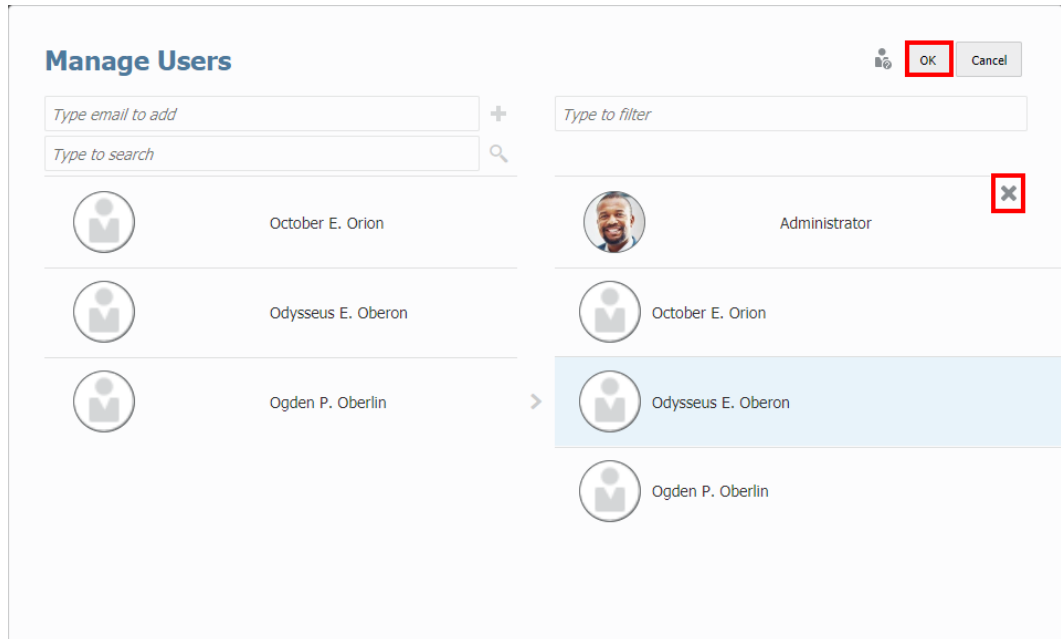 Manage Users
OK
Cancel
Type email to add
Type to filter
Type to search
October E. Orion
Administrator
Odysseus E. Oberon
October E. Orion
Ogden P. Oberlin
Odysseus E. Oberon
Ogden P. Oberlin